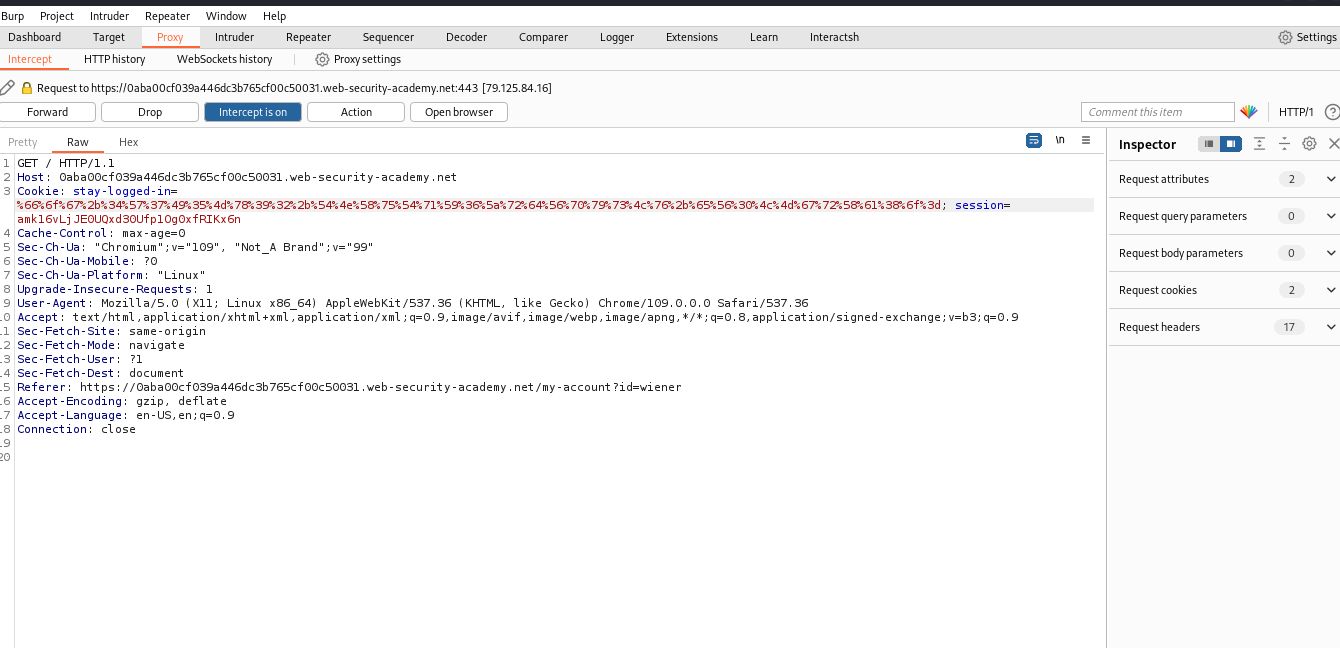 Burp Project Intruder Repeater Window Help
Dashboard Target Proxy Intruder Repeater Sequencer Decoder Comparer Logger Extensions Learn Interactsh Settings
Intercept HTTP history WebSockets history Proxy settings
Request to https://0aba00cf039a446dc3b765cf00c50031.web-security-academy.net:443 [79.125.84.16]
Forward Drop Intercept is on Action Open browser Comment this item HTTP/1 ?
Pretty Raw Hex \n Inspector
1 GET / HTTP/1.1
2 Host: 0aba00cf039a446dc3b765cf00c50031.web-security-academy.net
3 Cookie: stay-logged-in=
%66%6f%67%2b%34%57%37%49%35%4d%78%39%32%2b%54%4e%58%75%54%71%59%36%5a%72%64%56%70%79%73%4c%76%2b%65%56%30%4c%4d%67%72%58%61%38%6f%3d; session=
amkl6vLjJE0UQxd30Ufp1Og0xfRIKx6n
4 Cache-Control: max-age=0
5 Sec-Ch-Ua: "Chromium";v="109", "Not_A Brand";v="99"
6 Sec-Ch-Ua-Mobile: ?0
7 Sec-Ch-Ua-Platform: "Linux"
8 Upgrade-Insecure-Requests: 1
9 User-Agent: Mozilla/5.0 (X11; Linux x86_64) AppleWebKit/537.36 (KHTML, like Gecko) Chrome/109.0.0.0 Safari/537.36
.0 Accept: text/html,application/xhtml+xml,application/xml;q=0.9,image/avif,image/webp,image/apng,*/*;q=0.8,application/signed-exchange;v=b3;q=0.9
.1 Sec-Fetch-Site: same-origin
.2 Sec-Fetch-Mode: navigate
.3 Sec-Fetch-User: ?1
.4 Sec-Fetch-Dest: document
.5 Referer: https://0aba00cf039a446dc3b765cf00c50031.web-security-academy.net/my-account?id=wiener
.6 Accept-Encoding: gzip, deflate
.7 Accept-Language: en-US,en;q=0.9
.8 Connection: close
.9
20
Request attributes 2
Request query parameters 0
Request body parameters 0
Request cookies 2
Request headers 17